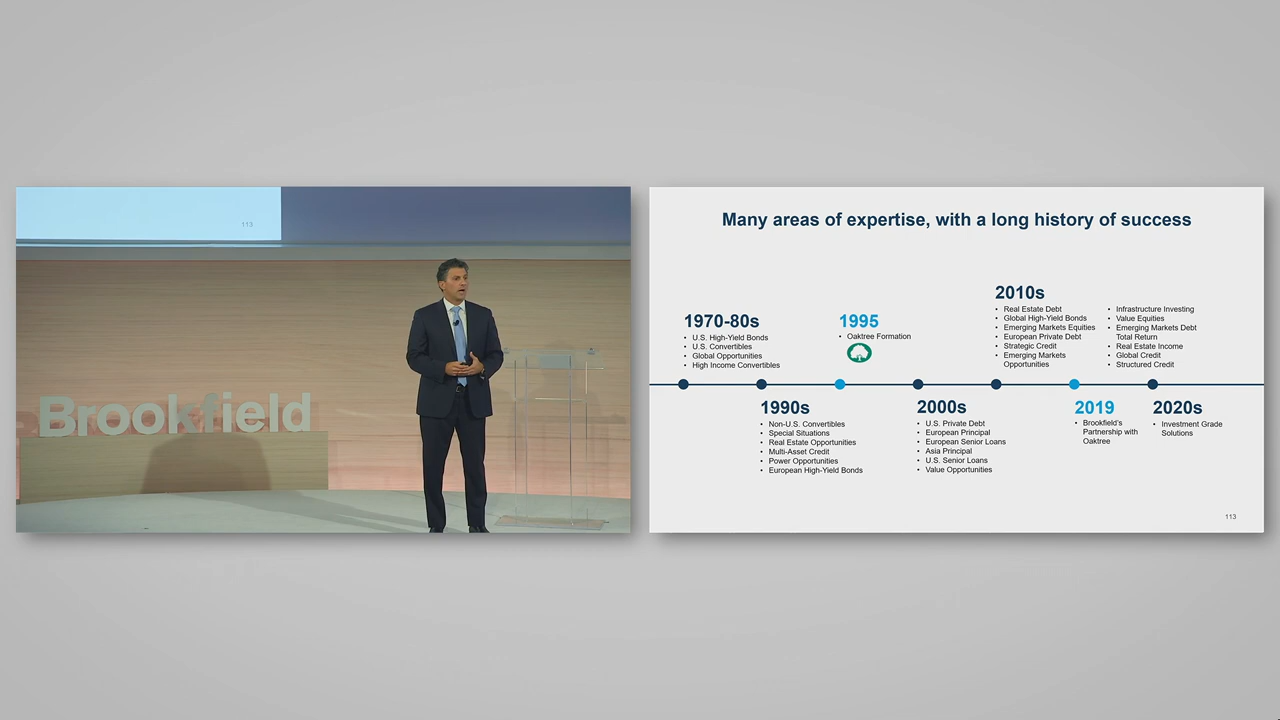 113
Brookfield
Many areas of expertise, with a long history of success
1970-80s
• U.S. High-Yield Bonds
• U.S. Convertibles
• Global Opportunities
• High Income Convertibles
1990s
• Non-U.S. Convertibles
• Special Situations
• Real Estate Opportunities
• Multi-Asset Credit
• Power Opportunities
• European High-Yield Bonds
1995
• Oaktree Formation
2000s
• U.S. Private Debt
• European Principal
• European Senior Loans
• Asia Principal
• U.S. Senior Loans
• Value Opportunities
2010s
• Real Estate Debt
• Global High-Yield Bonds
• Emerging Markets Equities
• European Private Debt
• Strategic Credit
• Emerging Markets
Opportunities
• Infrastructure Investing
• Value Equities
• Emerging Markets Debt
Total Return
• Real Estate Income
• Global Credit
• Structured Credit
2019
• Brookfield's
Partnership with
Oaktree
2020s
• Investment Grade
Solutions
113